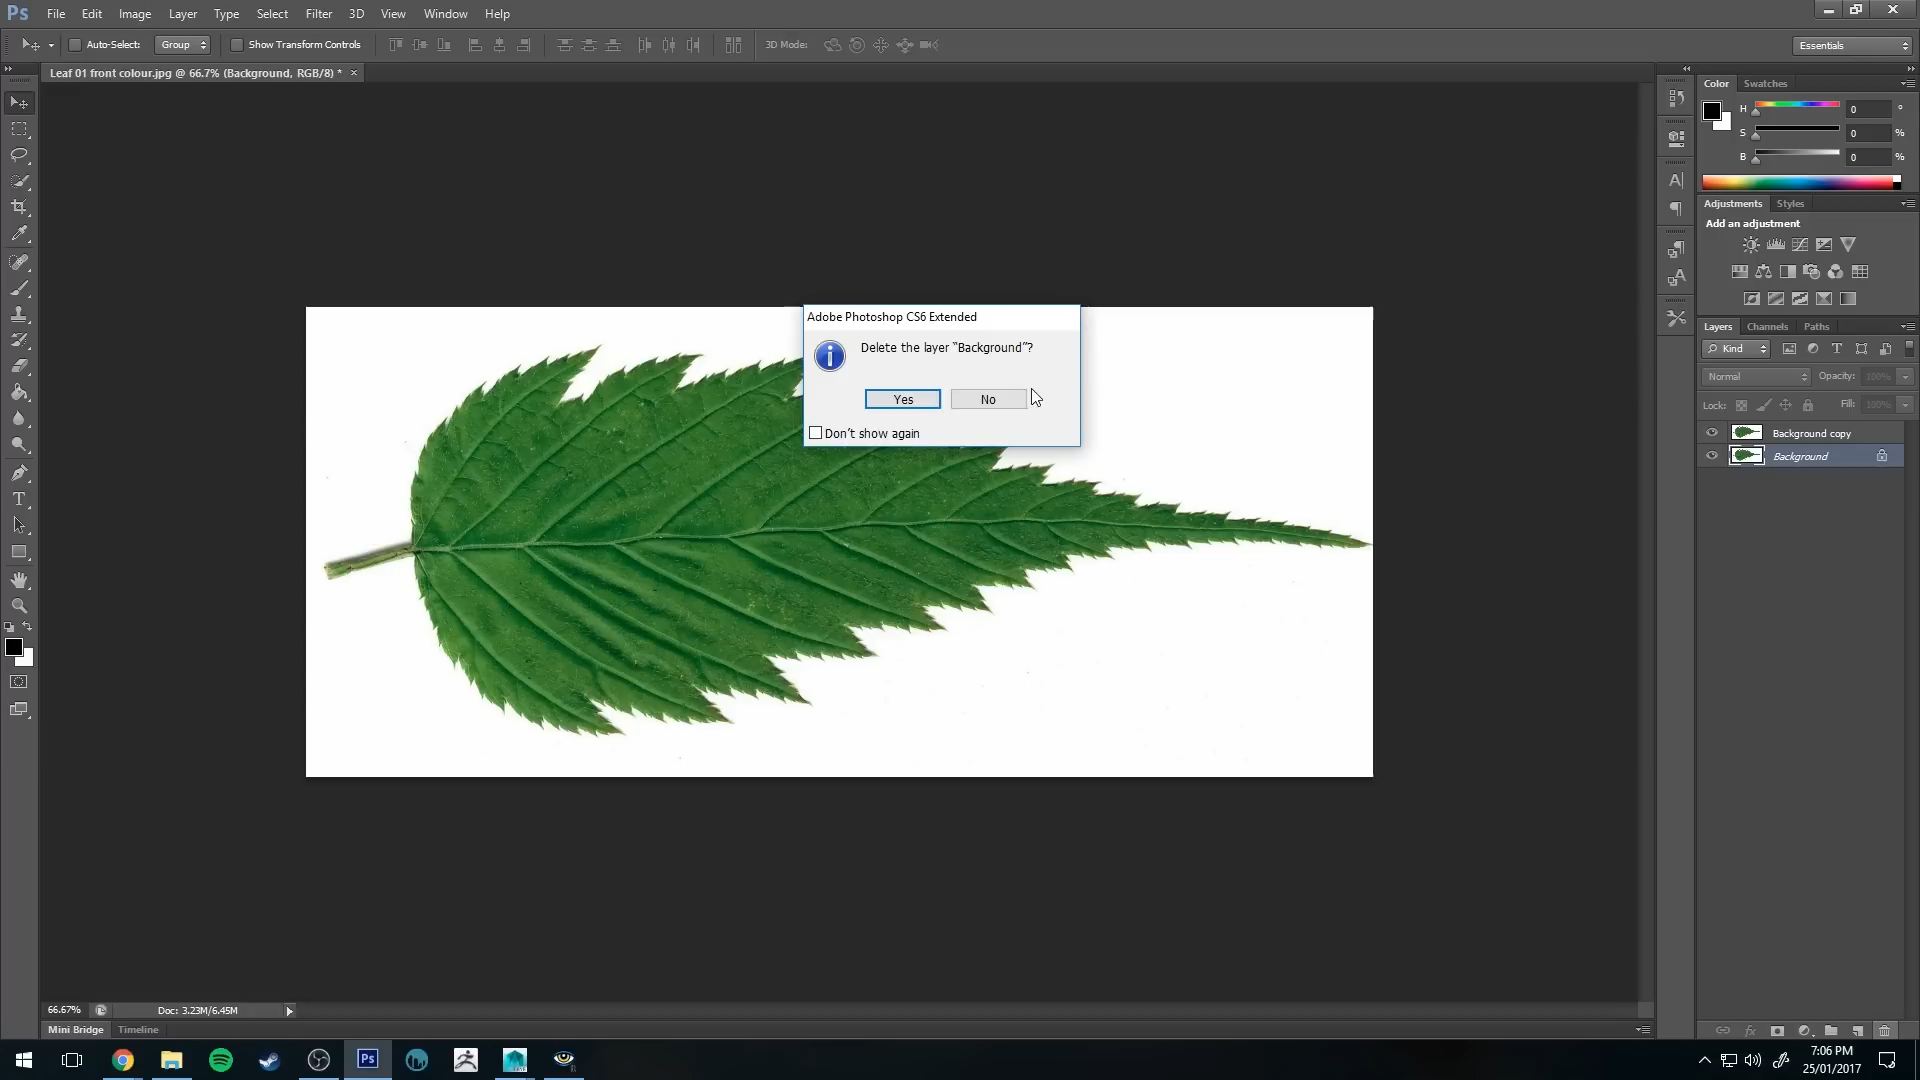 Ps File Edit Image Layer Type Select Filter 3D View Window Help
Auto-Select: Group Show Transform Controls 3D Mode: Essentials
Leaf 01 front colour.jpg @ 66.7% (Background, RGB/8) * ×
Color Swatches
H 0 °
S 0 %
B 0 %
Adjustments Styles
Add an adjustment
Layers Channels Paths
Kind
Normal Opacity: 100%
Lock: Fill: 100%
Background copy
Background
Adobe Photoshop CS6 Extended
Delete the layer “Background”?
Yes No
Don't show again
66.67% Doc: 3.23M/6.45M
Mini Bridge Timeline
fx
Ps
7:06 PM
25/01/2017